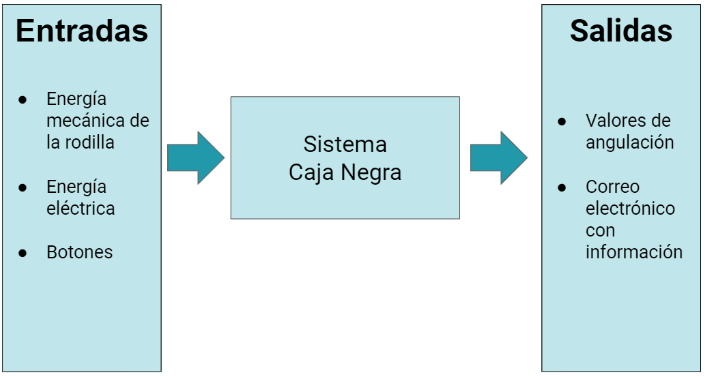 Entradas
● Energía
mecánica de
la rodilla
● Energía
eléctrica
● Botones
Sistema
Caja Negra
Salidas
● Valores de
angulación
● Correo
electrónico
con
información